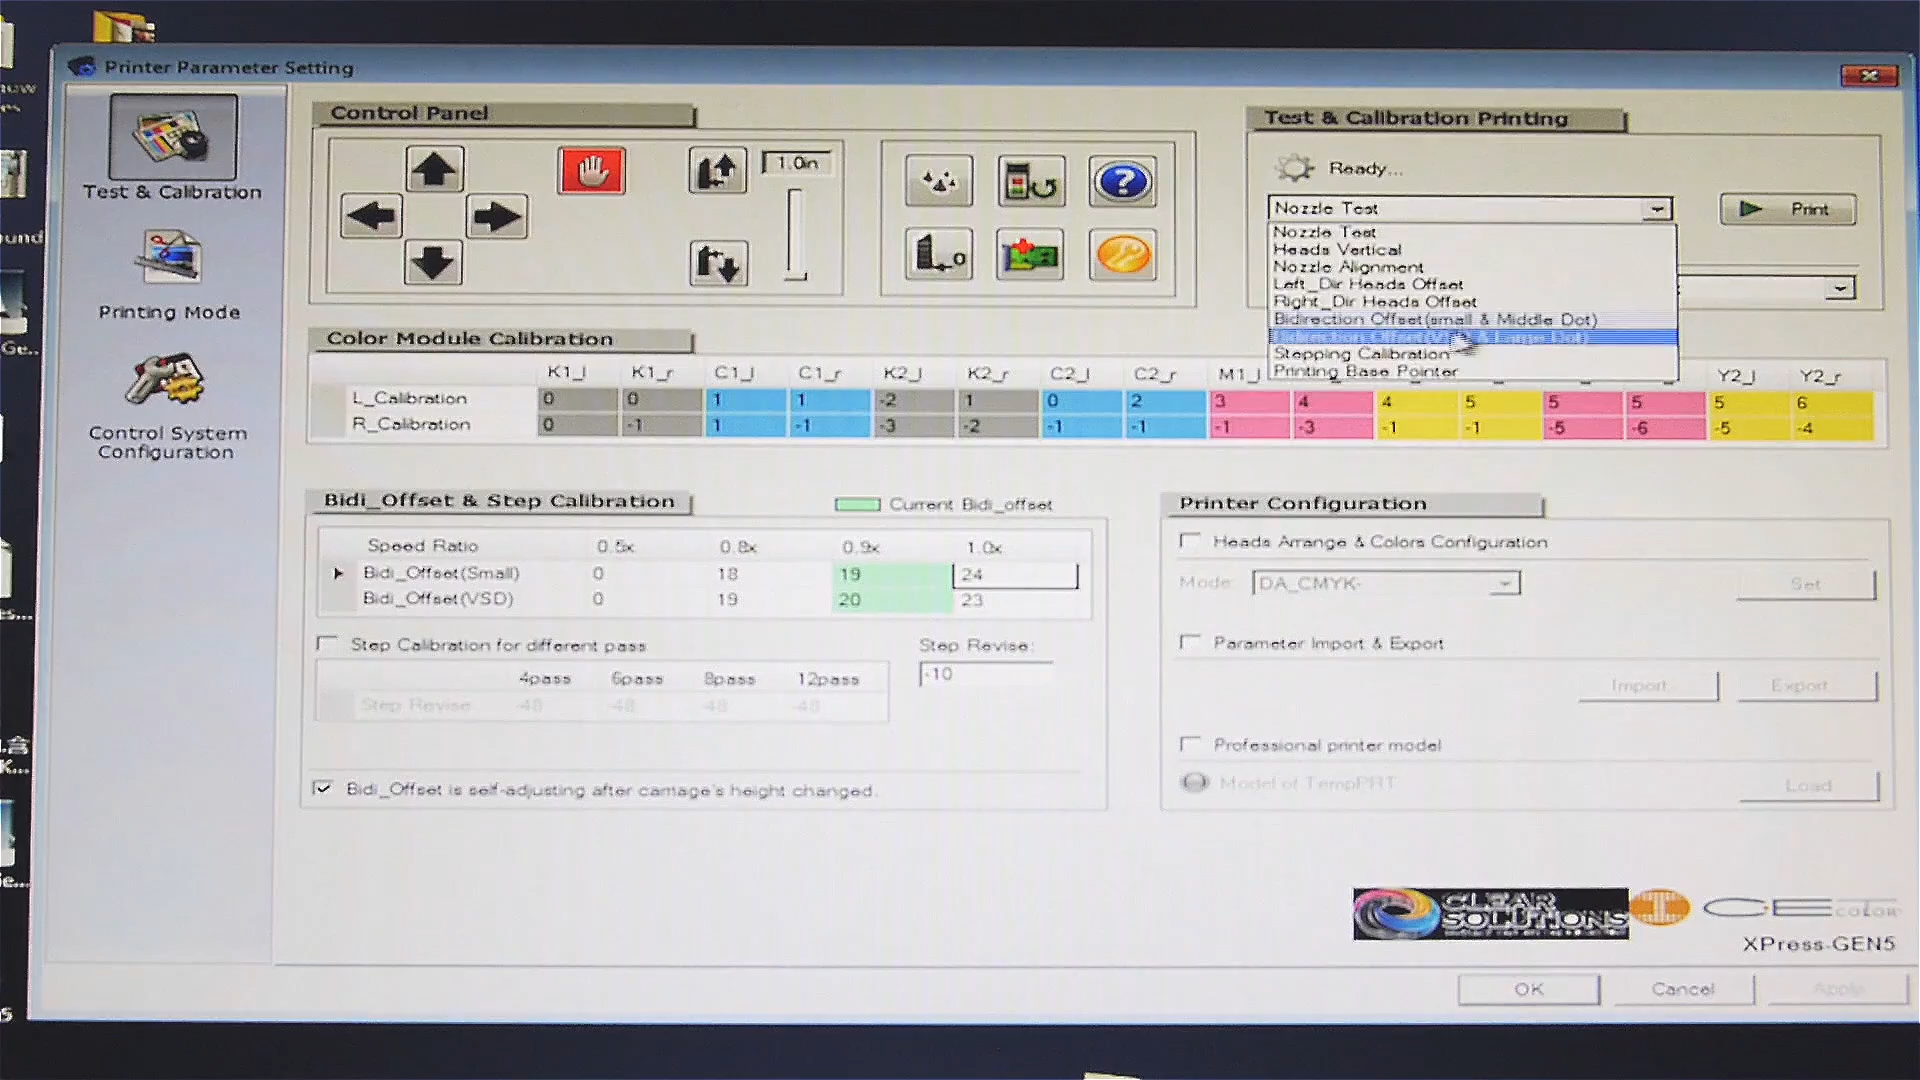 Printer Parameter Setting
Test & Calibration
Printing Mode
Control System
Configuration
Control Panel
1.0in
Test & Calibration Printing
Ready...
Nozzle Test
Print
Nozzle Test
Heads Vertical
Nozzle Alignment
Left_Dir Heads Offset
Right_Dir Heads Offset
Bidirection Offset(small & Middle Dot)
Bidirection Offset( & Large Dot)
Stepping Calibration
Printing Base Pointer
Color Module Calibration
K1_l K1_r C1_l C1_r K2_l K2_r C2_l C2_r M1_l Y2_l Y2_r
L_Calibration 0 0 1 1 -2 1 0 2 3 4 4 5 5 5 5 6
R_Calibration 0 -1 1 -1 -3 -2 -1 -1 -1 -3 -1 -1 -5 -6 -5 -4
Bidi_Offset & Step Calibration
Current Bidi_offset
Speed Ratio 0.5x 0.8x 0.9x 1.0x
Bidi_Offset(Small) 0 18 19 24
Bidi_Offset(VSD) 0 19 20 23
Step Calibration for different pass
Step Revise:
-10
4pass 6pass 8pass 12pass
Step Revise -48 -48 -48 -48
Bidi_Offset is self-adjusting after carriage's height changed.
Printer Configuration
Heads Arrange & Colors Configuration
Mode: DA_CMYK- Set
Parameter Import & Export
Import Export
Professional printer model
Model of TempPRT
Load
CLEAR
SOLUTIONS
CE
COLOR
XPress-GEN5
OK Cancel Apply